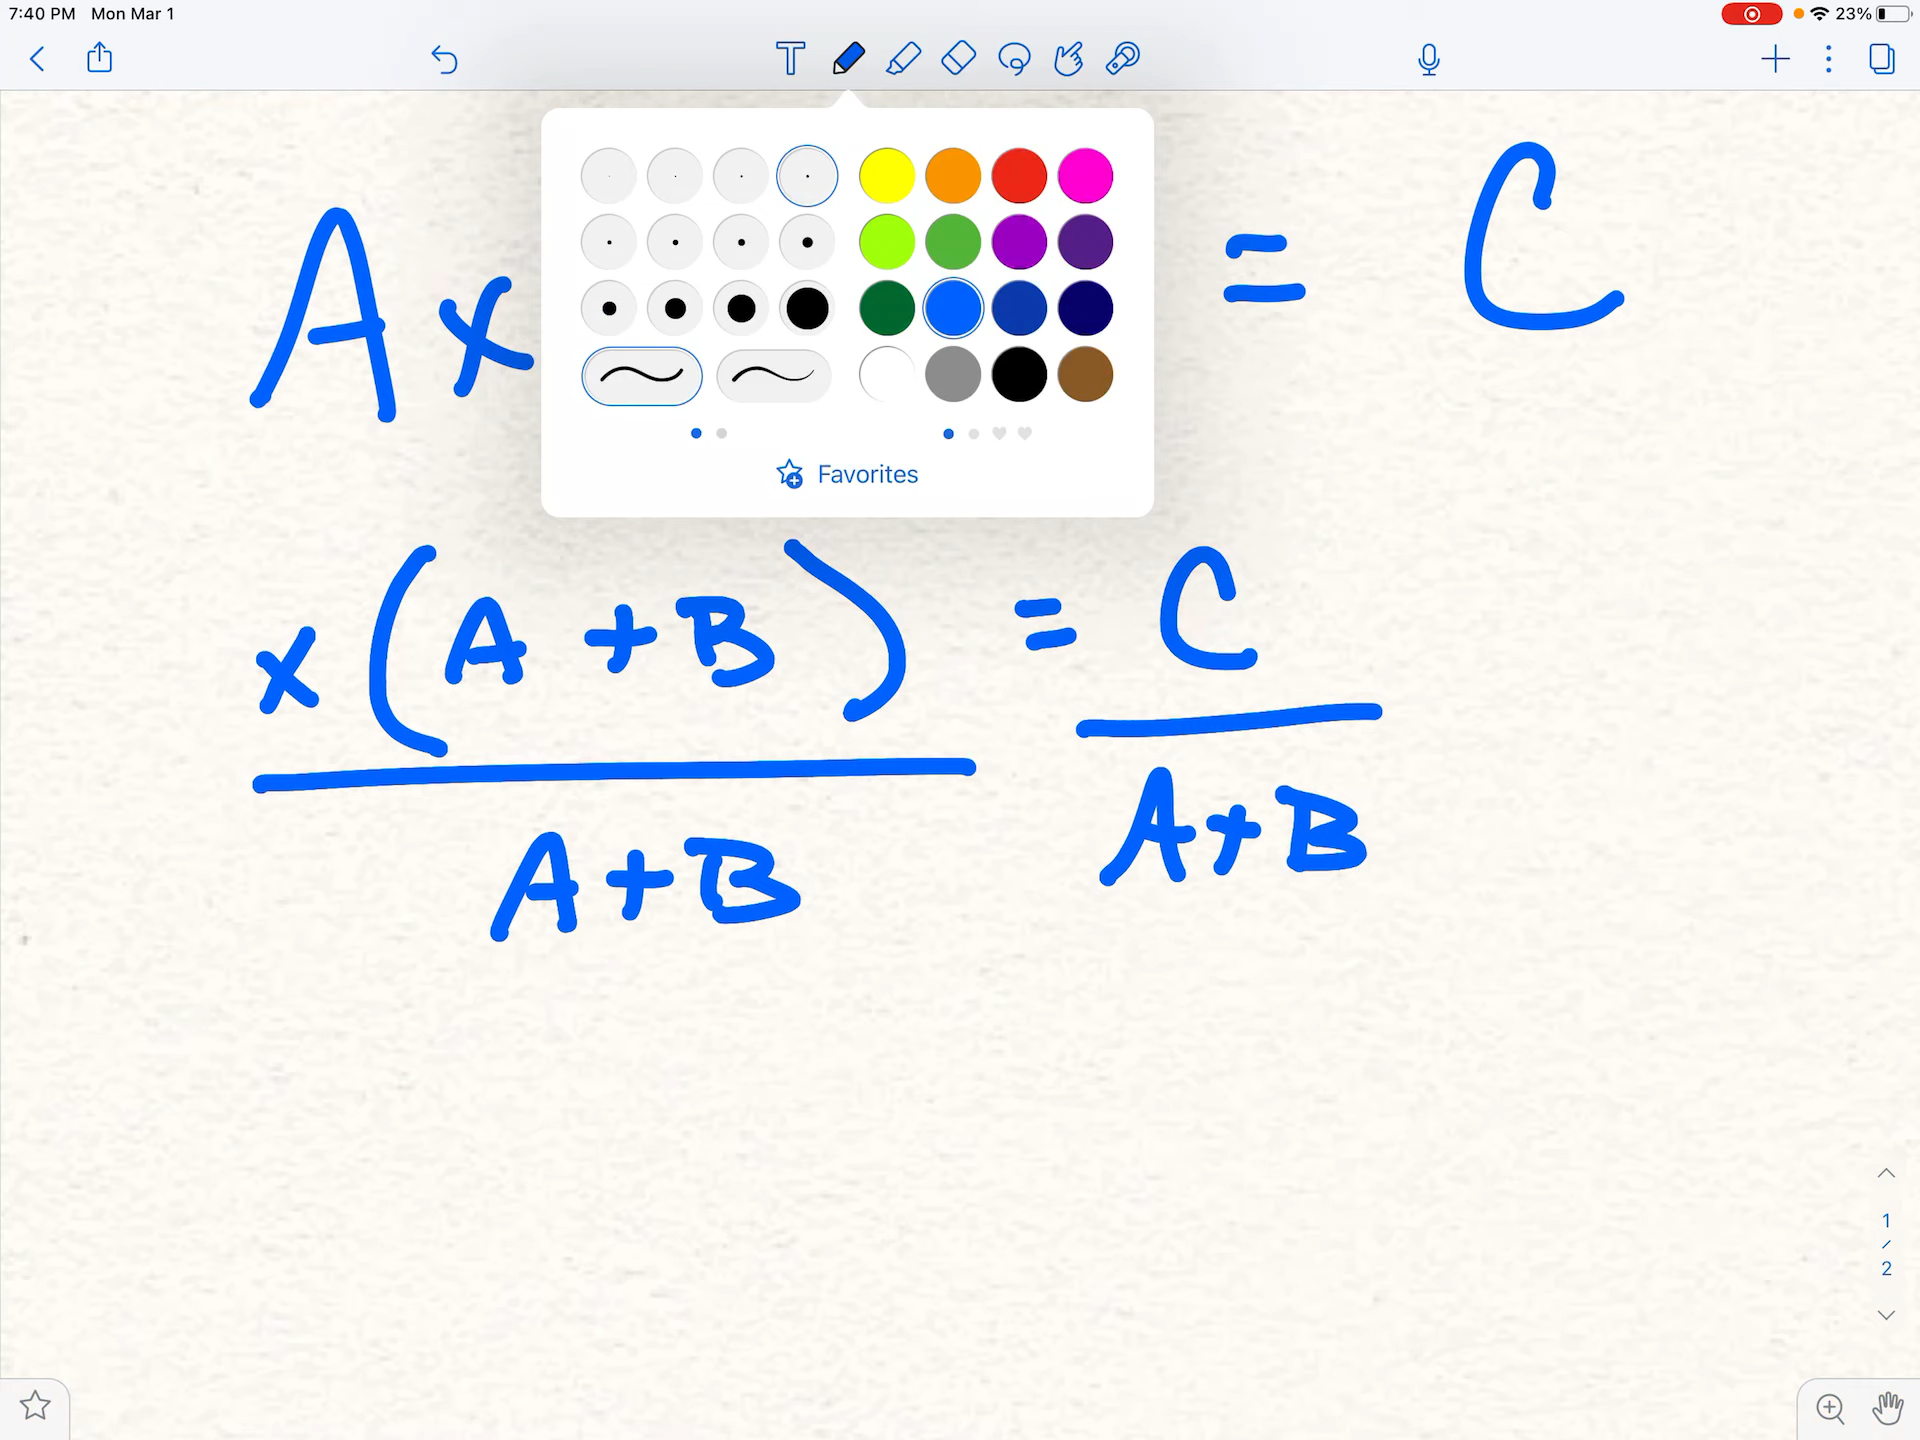 7:40 PM Mon Mar 1
23%
T
Ax = C
Favorites
x(A+B) = C
A+B A+B
1
/
2